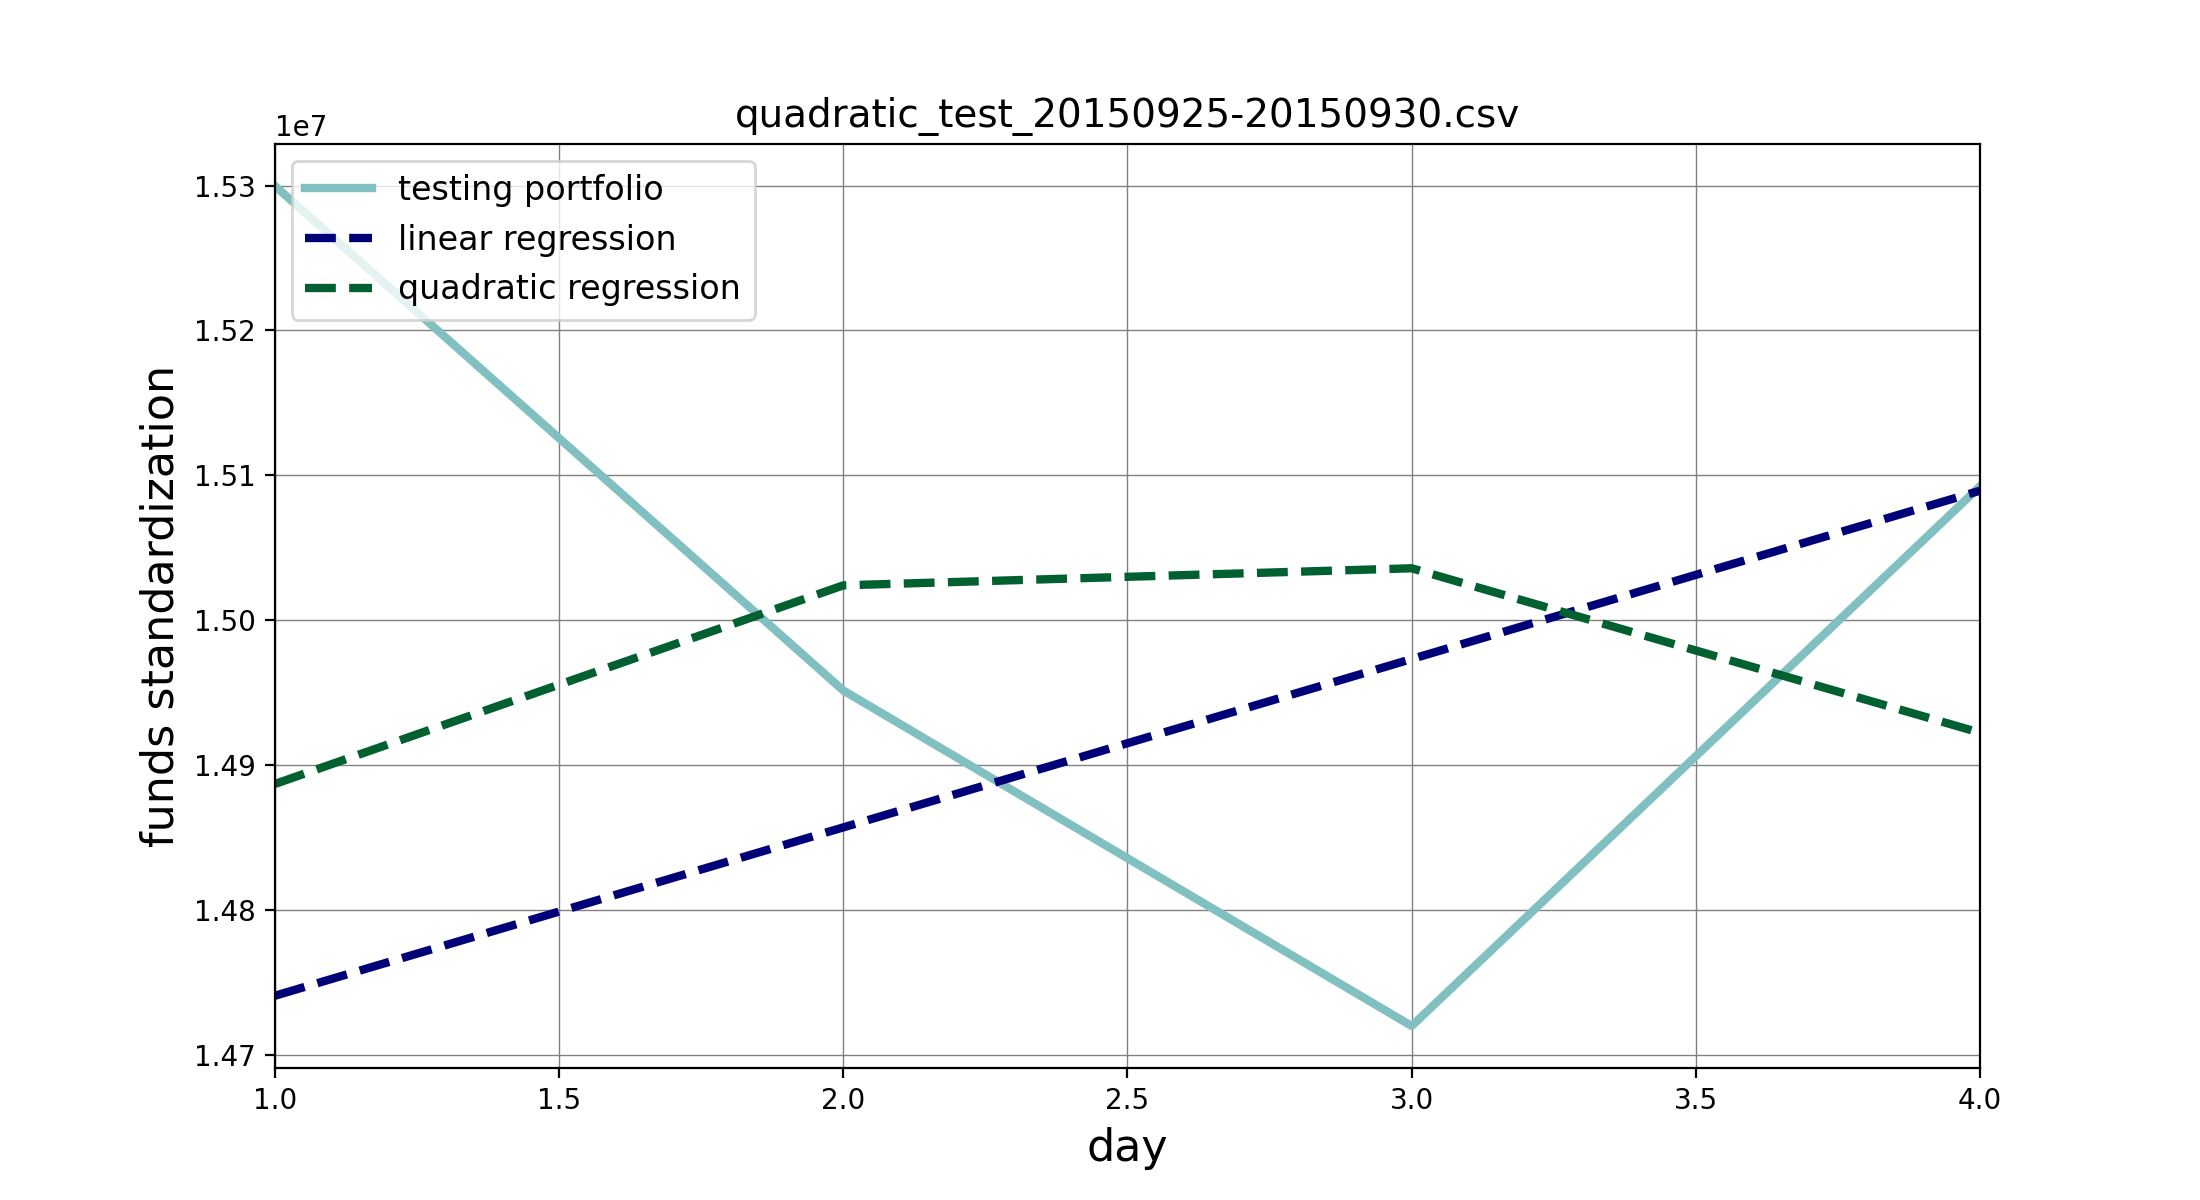 quadratic_test_20150925-20150930.csv
1e7
testing portfolio
linear regression
quadratic regression
1.53
1.52
1.51
1.50
1.49
1.48
1.47
funds standardization
1.0 1.5 2.0 2.5 3.0 3.5 4.0
day